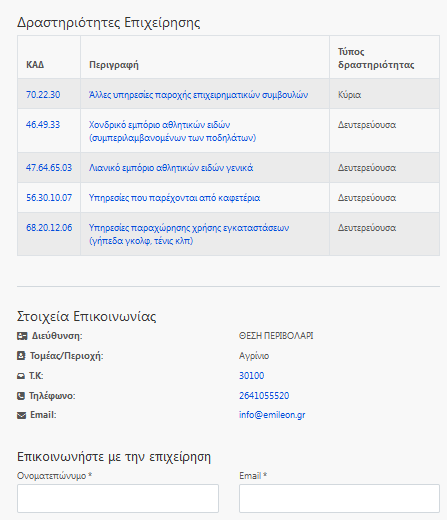 Δραστηριότητες Επιχείρησης
ΚΑΔ Περιγραφή Τύπος δραστηριότητας
70.22.30 Άλλες υπηρεσίες παροχής επιχειρηματικών συμβουλών Κύρια
46.49.33 Χονδρικό εμπόριο αθλητικών ειδών Δευτερεύουσα
(συμπεριλαμβανομένων των ποδηλάτων)
47.64.65.03 Λιανικό εμπόριο αθλητικών ειδών γενικά Δευτερεύουσα
56.30.10.07 Υπηρεσίες που παρέχονται από καφετέρια Δευτερεύουσα
68.20.12.06 Υπηρεσίες παραχώρησης χρήσης εγκαταστάσεων Δευτερεύουσα
(γήπεδα γκολφ, τένις κλπ)
Στοιχεία Επικοινωνίας
Διεύθυνση: ΘΕΣΗ ΠΕΡΙΒΟΛΑΡΙ
Τομέας/Περιοχή: Αγρίνιο
Τ.Κ: 30100
Τηλέφωνο: 2641055520
Email: info@emileon.gr
Επικοινωνήστε με την επιχείρηση
Ονοματεπώνυμο * Email *